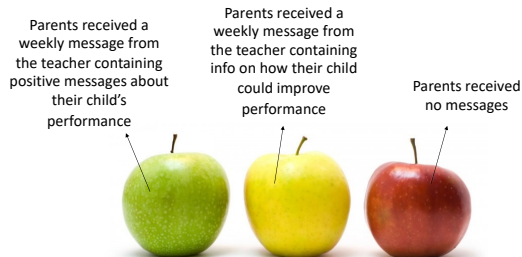 Parents received a
weekly message from
the teacher containing
positive messages about
their child's
performance
Parents received a
weekly message from
the teacher containing
info on how their child
could improve
performance
Parents received
no messages